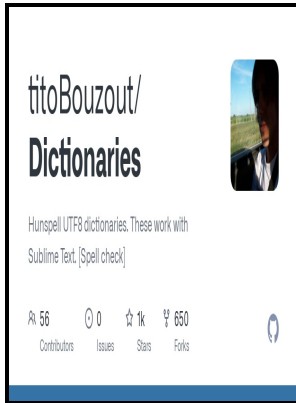 titoBouzout/
Dictionaries
Hunspell UTF8 dictionaries. These work with
Sublime Text. [Spell check]
56 0 1k 650
Contributors Issues Stars Forks